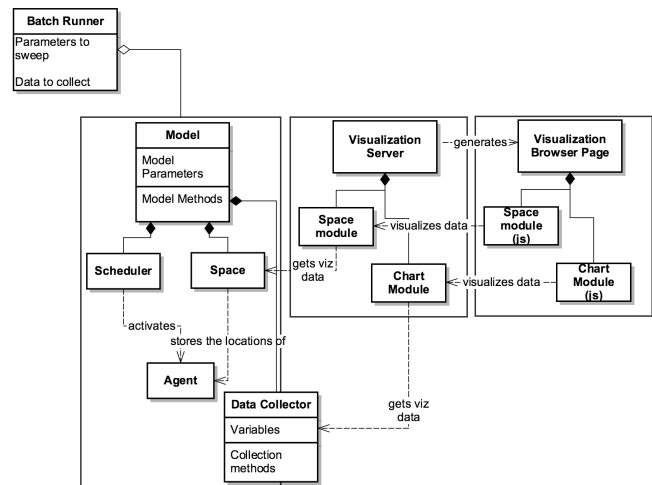 Batch Runner
Parameters to
sweep
Data to collect
Model
Model
Parameters
Model Methods
Visualization
Server
generates
Visualization
Browser Page
Space
module
visualizes data
Space
module
(js)
Scheduler
Space
gets viz
data
Chart
Module
visualizes data
Chart
Module
(js)
activates
stores the locations of
Agent
Data Collector
Variables
Collection
methods
gets viz
data